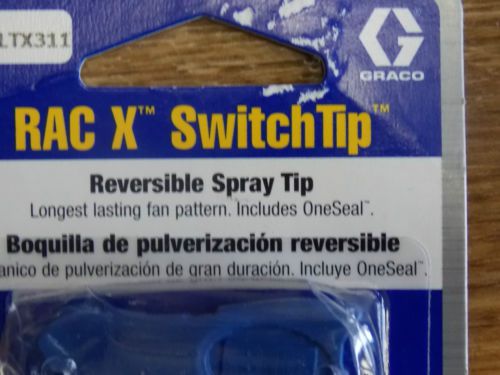 LTX311
GRACO
RAC X™ SwitchTip™
Reversible Spray Tip
Longest lasting fan pattern. Includes OneSeal™.
Boquilla de pulverización reversible
anico de pulverización de gran duración. Incluye OneSeal™.